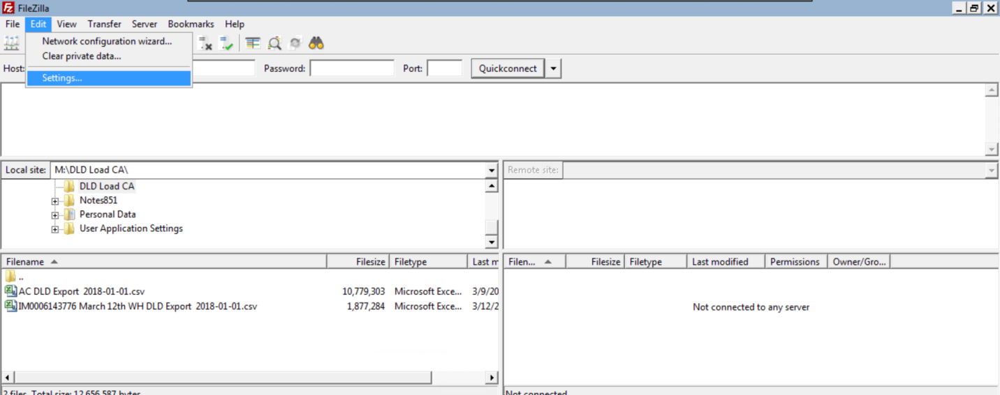 FileZilla
File Edit View Transfer Server Bookmarks Help
Network configuration wizard...
Clear private data...
Settings...
Host: Password: Port: Quickconnect
Local site: M:\DLD Load CA\
DLD Load CA
Notes851
Personal Data
User Application Settings
Remote site:
Filename Filesize Filetype Last m
..
AC DLD Export 2018-01-01.csv 10,779,303 Microsoft Exce... 3/9/20
IM0006143776 March 12th WH DLD Export 2018-01-01.csv 1,877,284 Microsoft Exce... 3/12/2
2 files. Total size: 12,656,587 bytes
Filen... Filesize Filetype Last modified Permissions Owner/Gro...
Not connected to any server
Not connected.